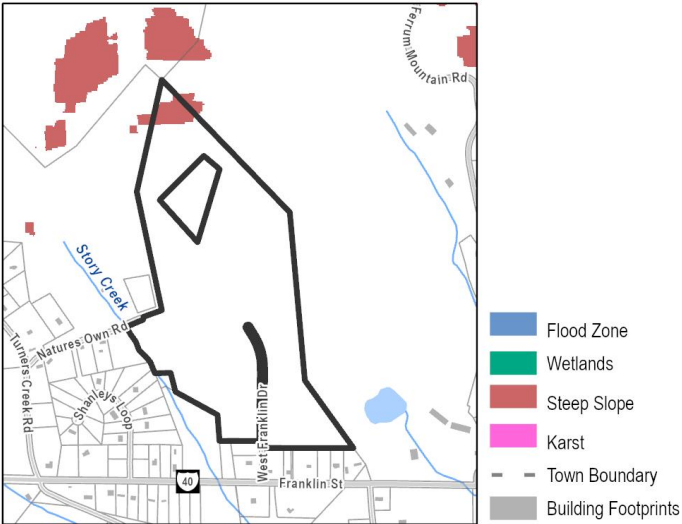 Ferrum Mountain Rd
Story Creek
Natures Own Rd
Turners Creek Rd
Shanleys Loop
West Franklin Dr
40
Franklin St
Flood Zone
Wetlands
Steep Slope
Karst
Town Boundary
Building Footprints